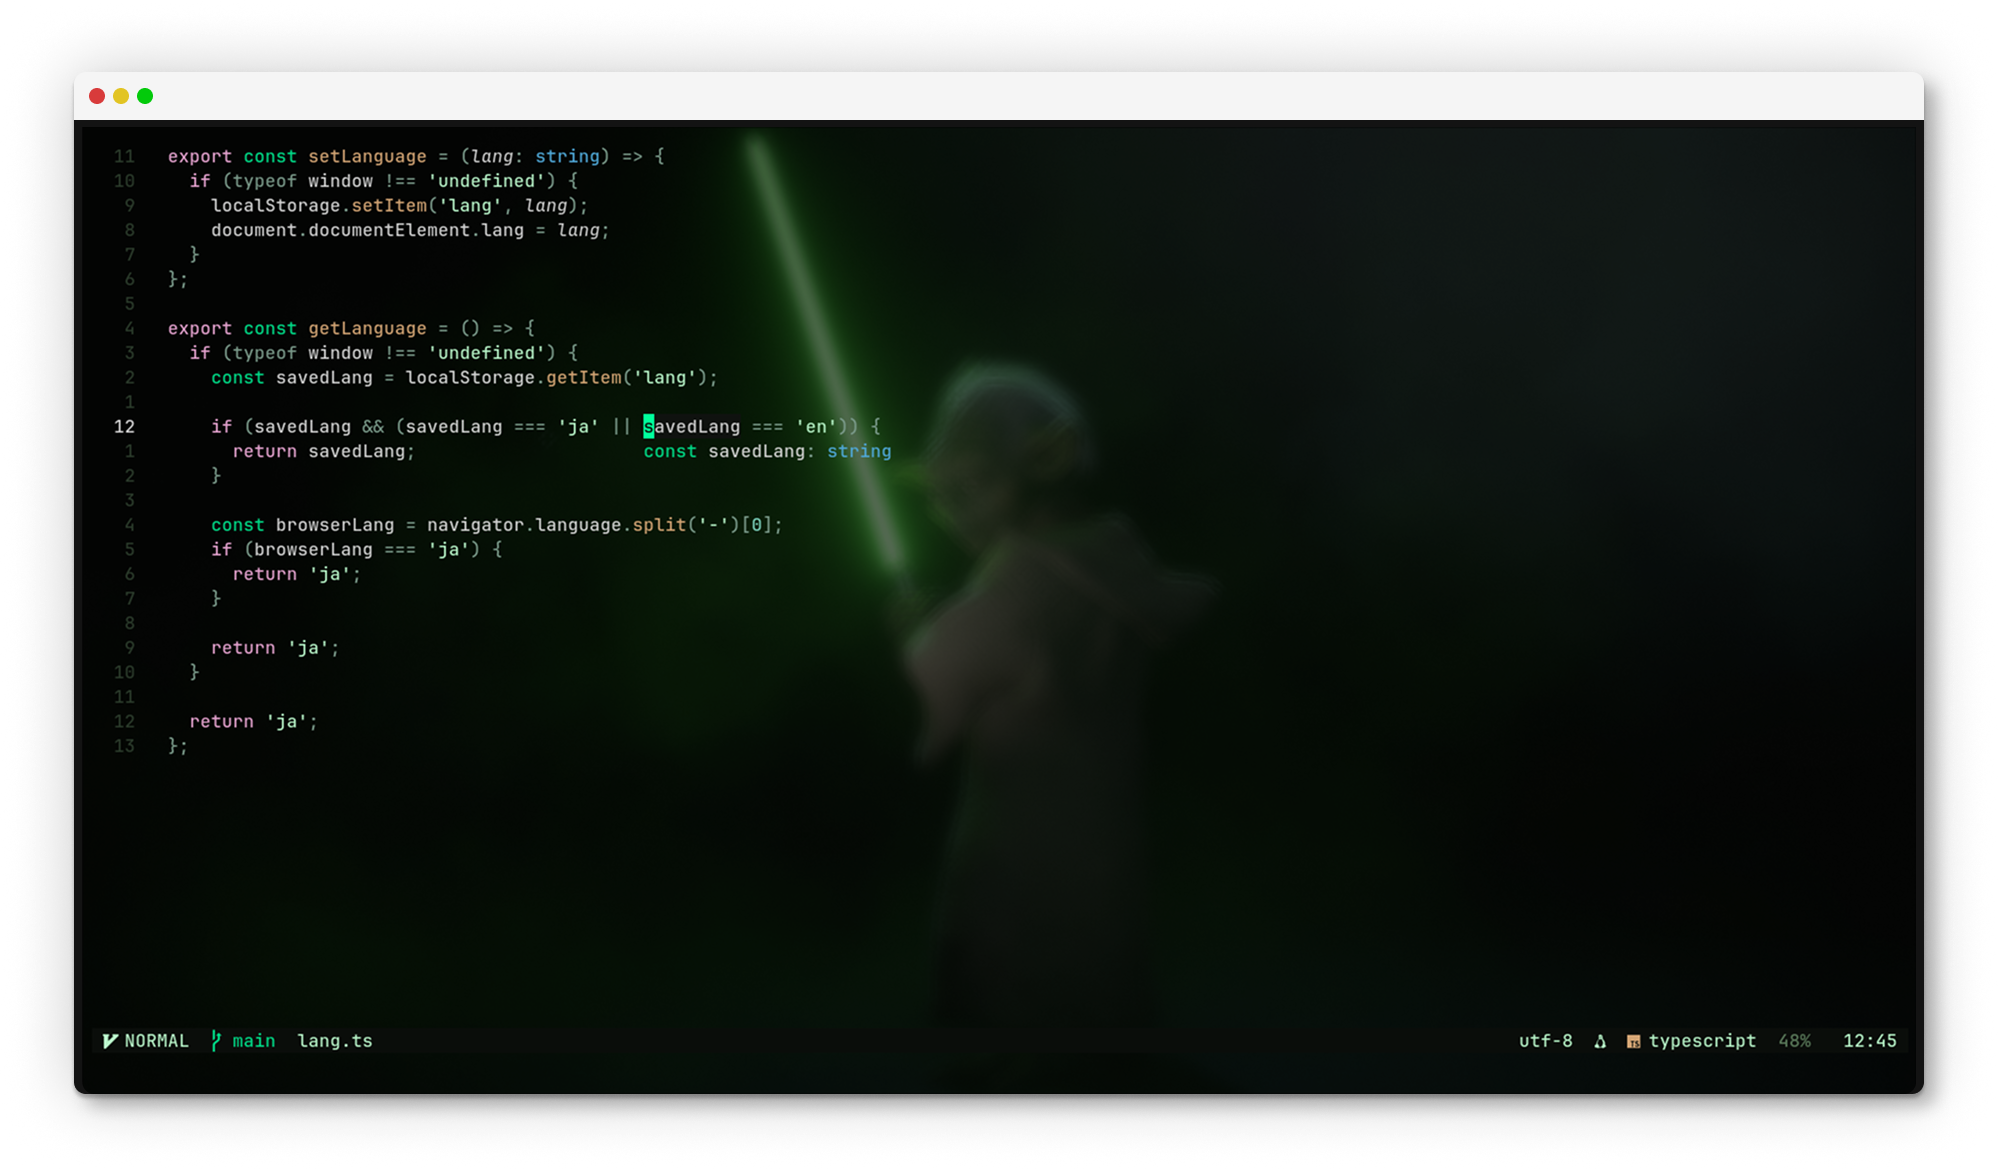 11 export const setLanguage = (lang: string) => {
10 if (typeof window !== 'undefined') {
9 localStorage.setItem('lang', lang);
8 document.documentElement.lang = lang;
7 }
6 };
5
4 export const getLanguage = () => {
3 if (typeof window !== 'undefined') {
2 const savedLang = localStorage.getItem('lang');
1
12 if (savedLang && (savedLang === 'ja' || savedLang === 'en')) {
1 return savedLang; const savedLang: string
2 }
3
4 const browserLang = navigator.language.split('-')[0];
5 if (browserLang === 'ja') {
6 return 'ja';
7 }
8
9 return 'ja';
10 }
11
12 return 'ja';
13 };
NORMAL main lang.ts utf-8 TS typescript 48% 12:45